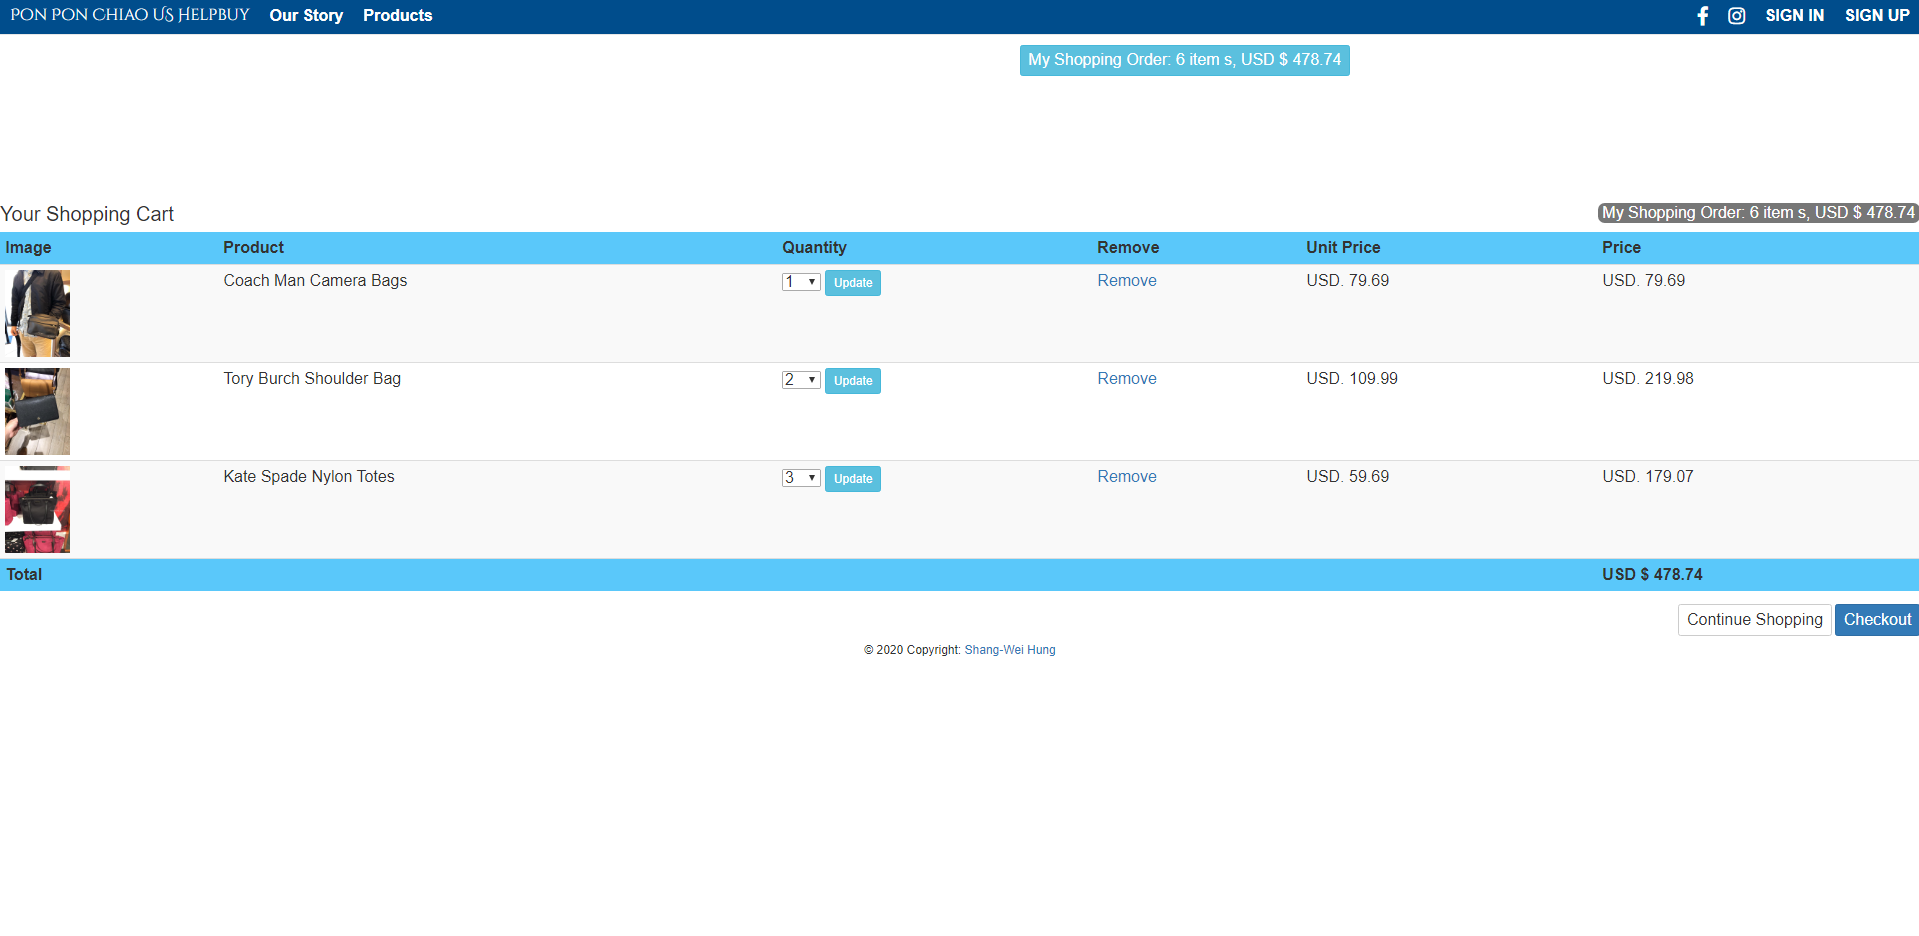 PON PON CHIAO US HELPBUY Our Story Products SIGN IN SIGN UP
My Shopping Order: 6 item s, USD $ 478.74
Your Shopping Cart My Shopping Order: 6 item s, USD $ 478.74
Image Product Quantity Remove Unit Price Price
Coach Man Camera Bags 1 Update Remove USD. 79.69 USD. 79.69
Tory Burch Shoulder Bag 2 Update Remove USD. 109.99 USD. 219.98
Kate Spade Nylon Totes 3 Update Remove USD. 59.69 USD. 179.07
Total USD $ 478.74
Continue Shopping Checkout
© 2020 Copyright: Shang-Wei Hung